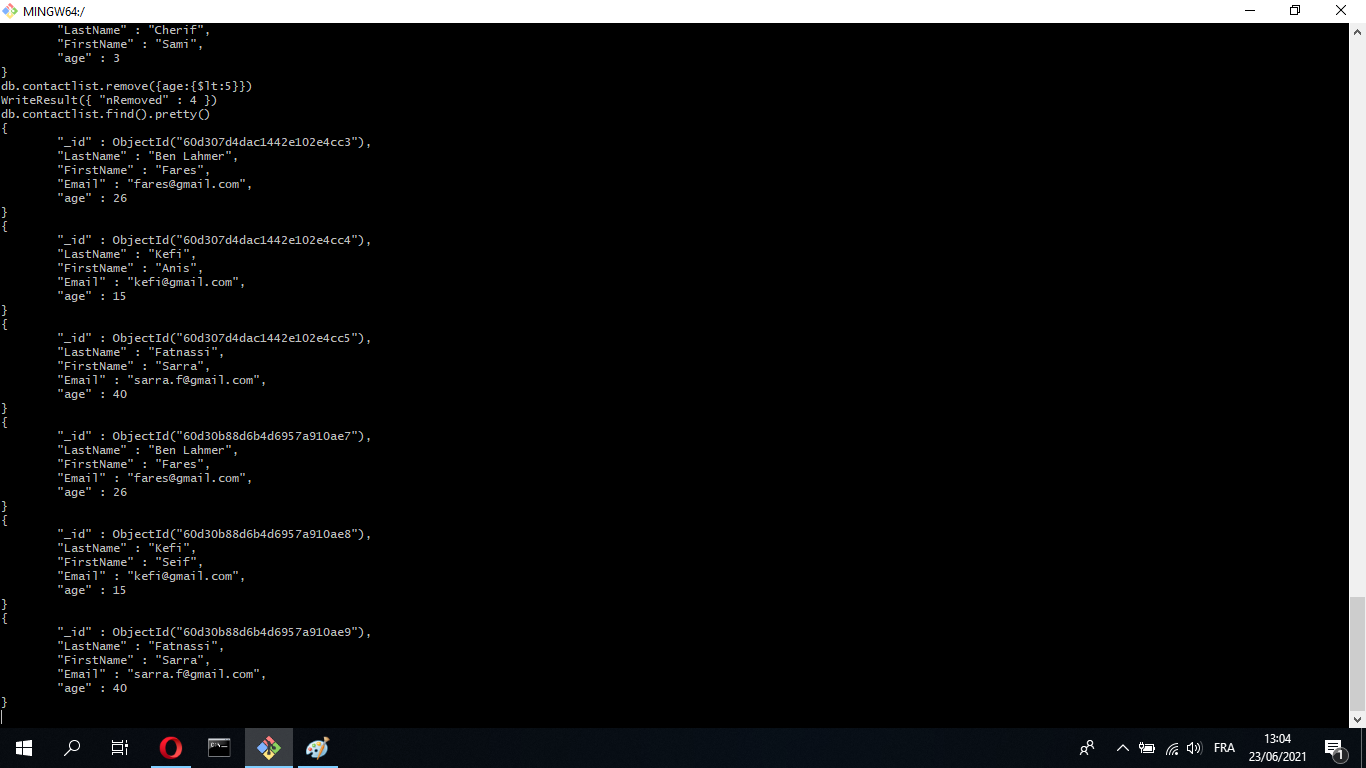 MINGW64:/
"LastName" : "Cherif",
"FirstName" : "Sami",
"age" : 3
}
db.contactlist.remove({age:{$lt:5}})
WriteResult({ "nRemoved" : 4 })
db.contactlist.find().pretty()
{
"_id" : ObjectId("60d307d4dac1442e102e4cc3"),
"LastName" : "Ben Lahmer",
"FirstName" : "Fares",
"Email" : "fares@gmail.com",
"age" : 26
}
{
"_id" : ObjectId("60d307d4dac1442e102e4cc4"),
"LastName" : "Kefi",
"FirstName" : "Anis",
"Email" : "kefi@gmail.com",
"age" : 15
}
{
"_id" : ObjectId("60d307d4dac1442e102e4cc5"),
"LastName" : "Fatnassi",
"FirstName" : "Sarra",
"Email" : "sarra.f@gmail.com",
"age" : 40
}
{
"_id" : ObjectId("60d30b88d6b4d6957a910ae7"),
"LastName" : "Ben Lahmer",
"FirstName" : "Fares",
"Email" : "fares@gmail.com",
"age" : 26
}
{
"_id" : ObjectId("60d30b88d6b4d6957a910ae8"),
"LastName" : "Kefi",
"FirstName" : "Seif",
"Email" : "kefi@gmail.com",
"age" : 15
}
{
"_id" : ObjectId("60d30b88d6b4d6957a910ae9"),
"LastName" : "Fatnassi",
"FirstName" : "Sarra",
"Email" : "sarra.f@gmail.com",
"age" : 40
}
FRA
13:04
23/06/2021
1